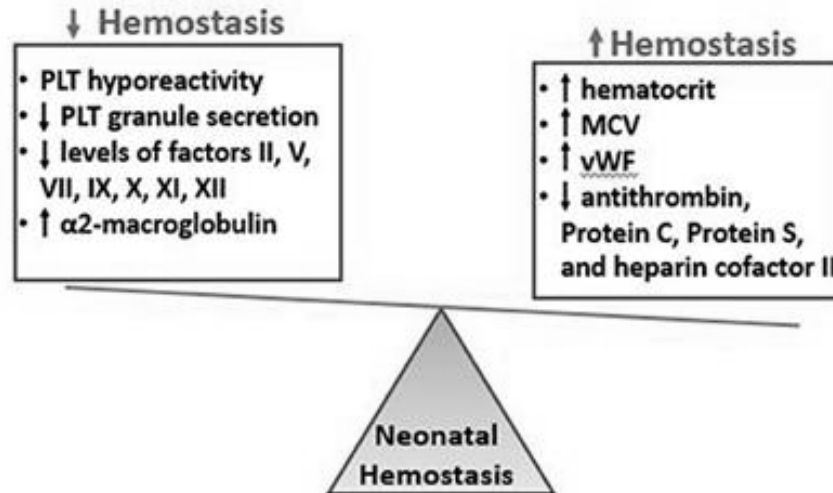 ↓ Hemostasis
• PLT hyporeactivity
• ↓ PLT granule secretion
• ↓ levels of factors II, V,
VII, IX, X, XI, XII
• ↑ α2-macroglobulin
↑ Hemostasis
• ↑ hematocrit
• ↑ MCV
• ↑ vWF
• ↓ antithrombin,
Protein C, Protein S,
and heparin cofactor II
Neonatal
Hemostasis